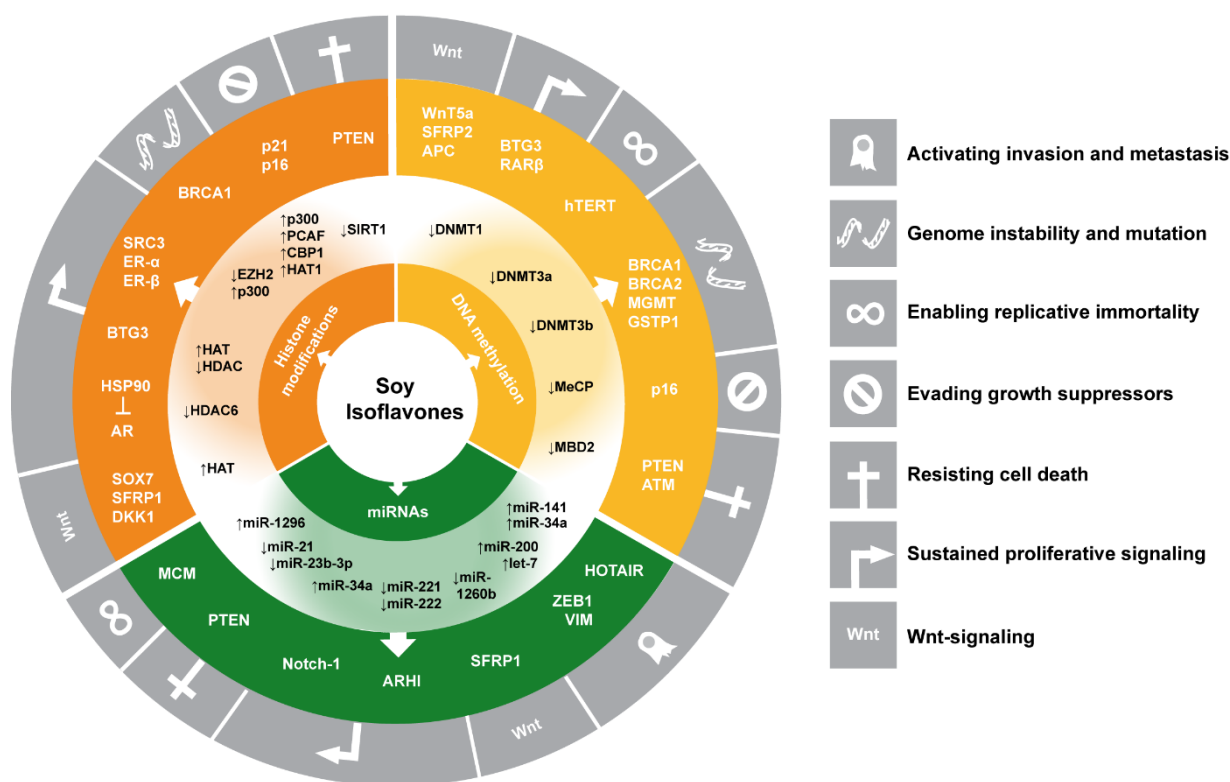 Soy
Isoflavones
Histone
modifications
DNA methylation
miRNAs
↓SIRT1
↑p300
↑PCAF
↑CBP1
↑HAT1
↓EZH2
↑p300
↑HAT
↓HDAC
↓HDAC6
↑HAT
↓DNMT1
↓DNMT3a
↓DNMT3b
↓MeCP
↓MBD2
↑miR-141
↑miR-34a
↑miR-200
↑let-7
↓miR-
1260b
↓miR-221
↓miR-222
↑miR-34a
↓miR-21
↓miR-23b-3p
↑miR-1296
PTEN
p21
p16
BRCA1
SRC3
ER-α
ER-β
BTG3
HSP90
⊥
AR
SOX7
SFRP1
DKK1
WnT5a
SFRP2
APC
BTG3
RARβ
hTERT
BRCA1
BRCA2
MGMT
GSTP1
p16
PTEN
ATM
HOTAIR
ZEB1
VIM
SFRP1
ARHI
Notch-1
PTEN
MCM
Wnt
Wnt
Wnt
Activating invasion and metastasis
Genome instability and mutation
Enabling replicative immortality
Evading growth suppressors
Resisting cell death
Sustained proliferative signaling
Wnt
Wnt-signaling